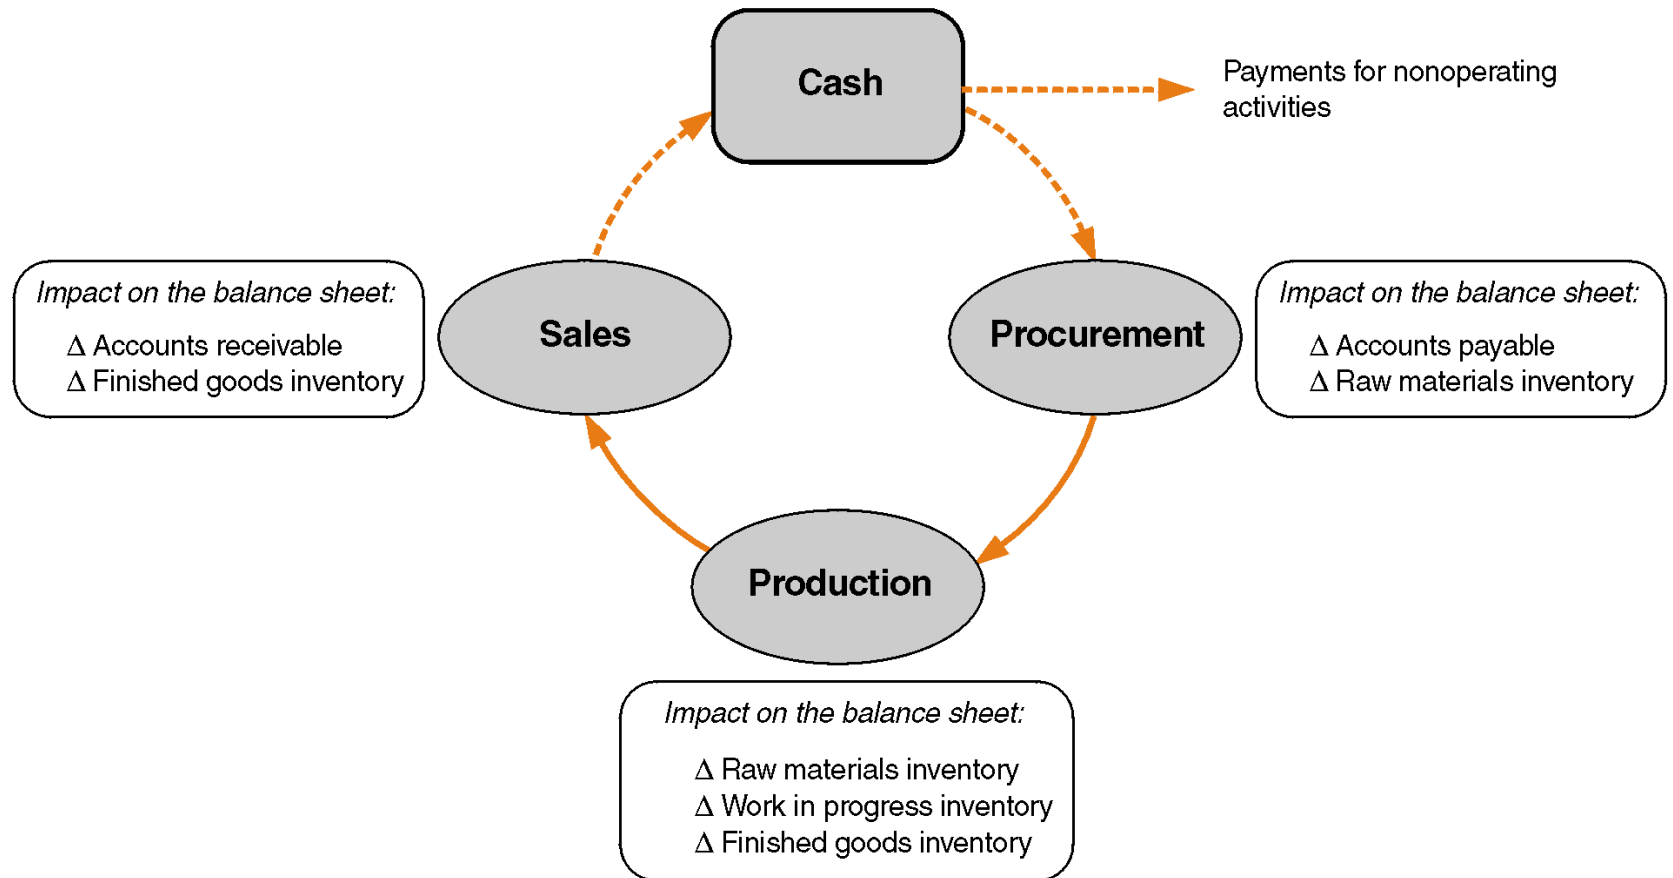 Cash
Payments for nonoperating
activities
Impact on the balance sheet:
Δ Accounts receivable
Δ Finished goods inventory
Sales
Procurement
Impact on the balance sheet:
Δ Accounts payable
Δ Raw materials inventory
Production
Impact on the balance sheet:
Δ Raw materials inventory
Δ Work in progress inventory
Δ Finished goods inventory